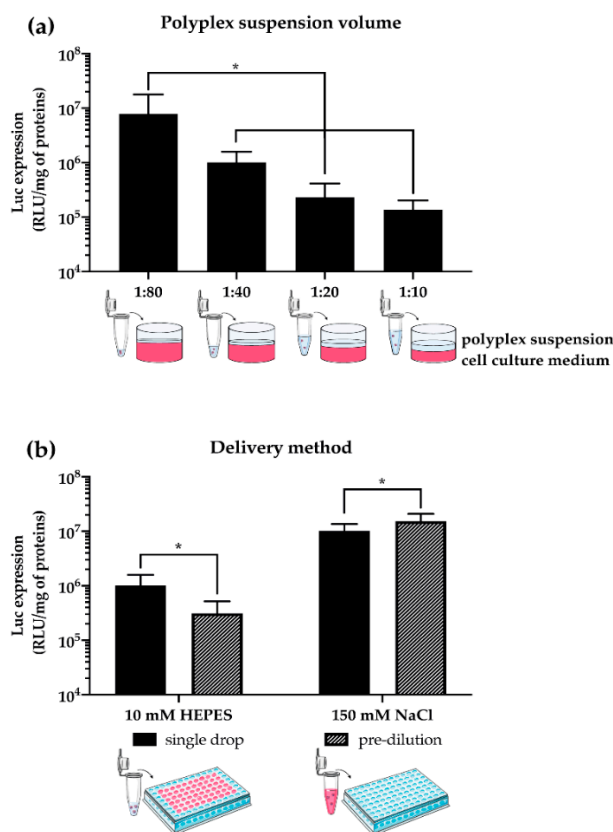 (a)
Polyplex suspension volume
Luc expression
(RLU/mg of proteins)
10⁸
10⁷
10⁶
10⁵
10⁴
*
1:80 1:40 1:20 1:10
polyplex suspension
cell culture medium
(b)
Delivery method
Luc expression
(RLU/mg of proteins)
10⁸
10⁷
10⁶
10⁵
10⁴
*
*
10 mM HEPES 150 mM NaCl
single drop pre-dilution